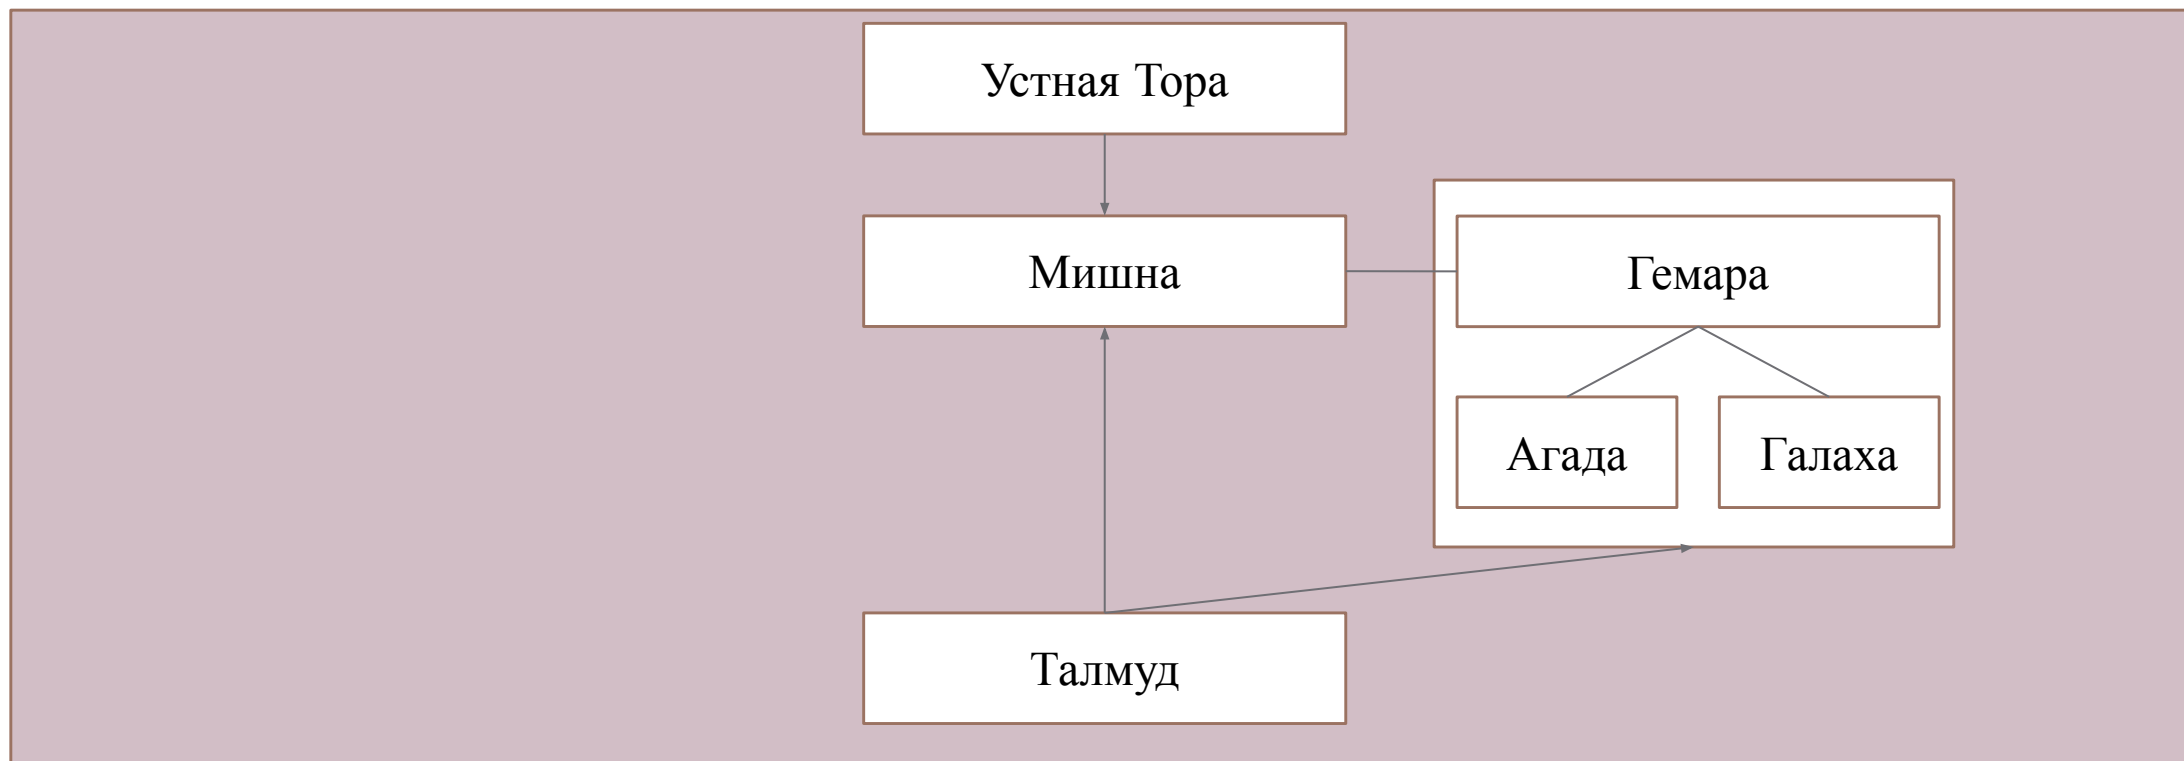 Устная Тора
Мишна
Гемара
Агада
Галаха
Талмуд